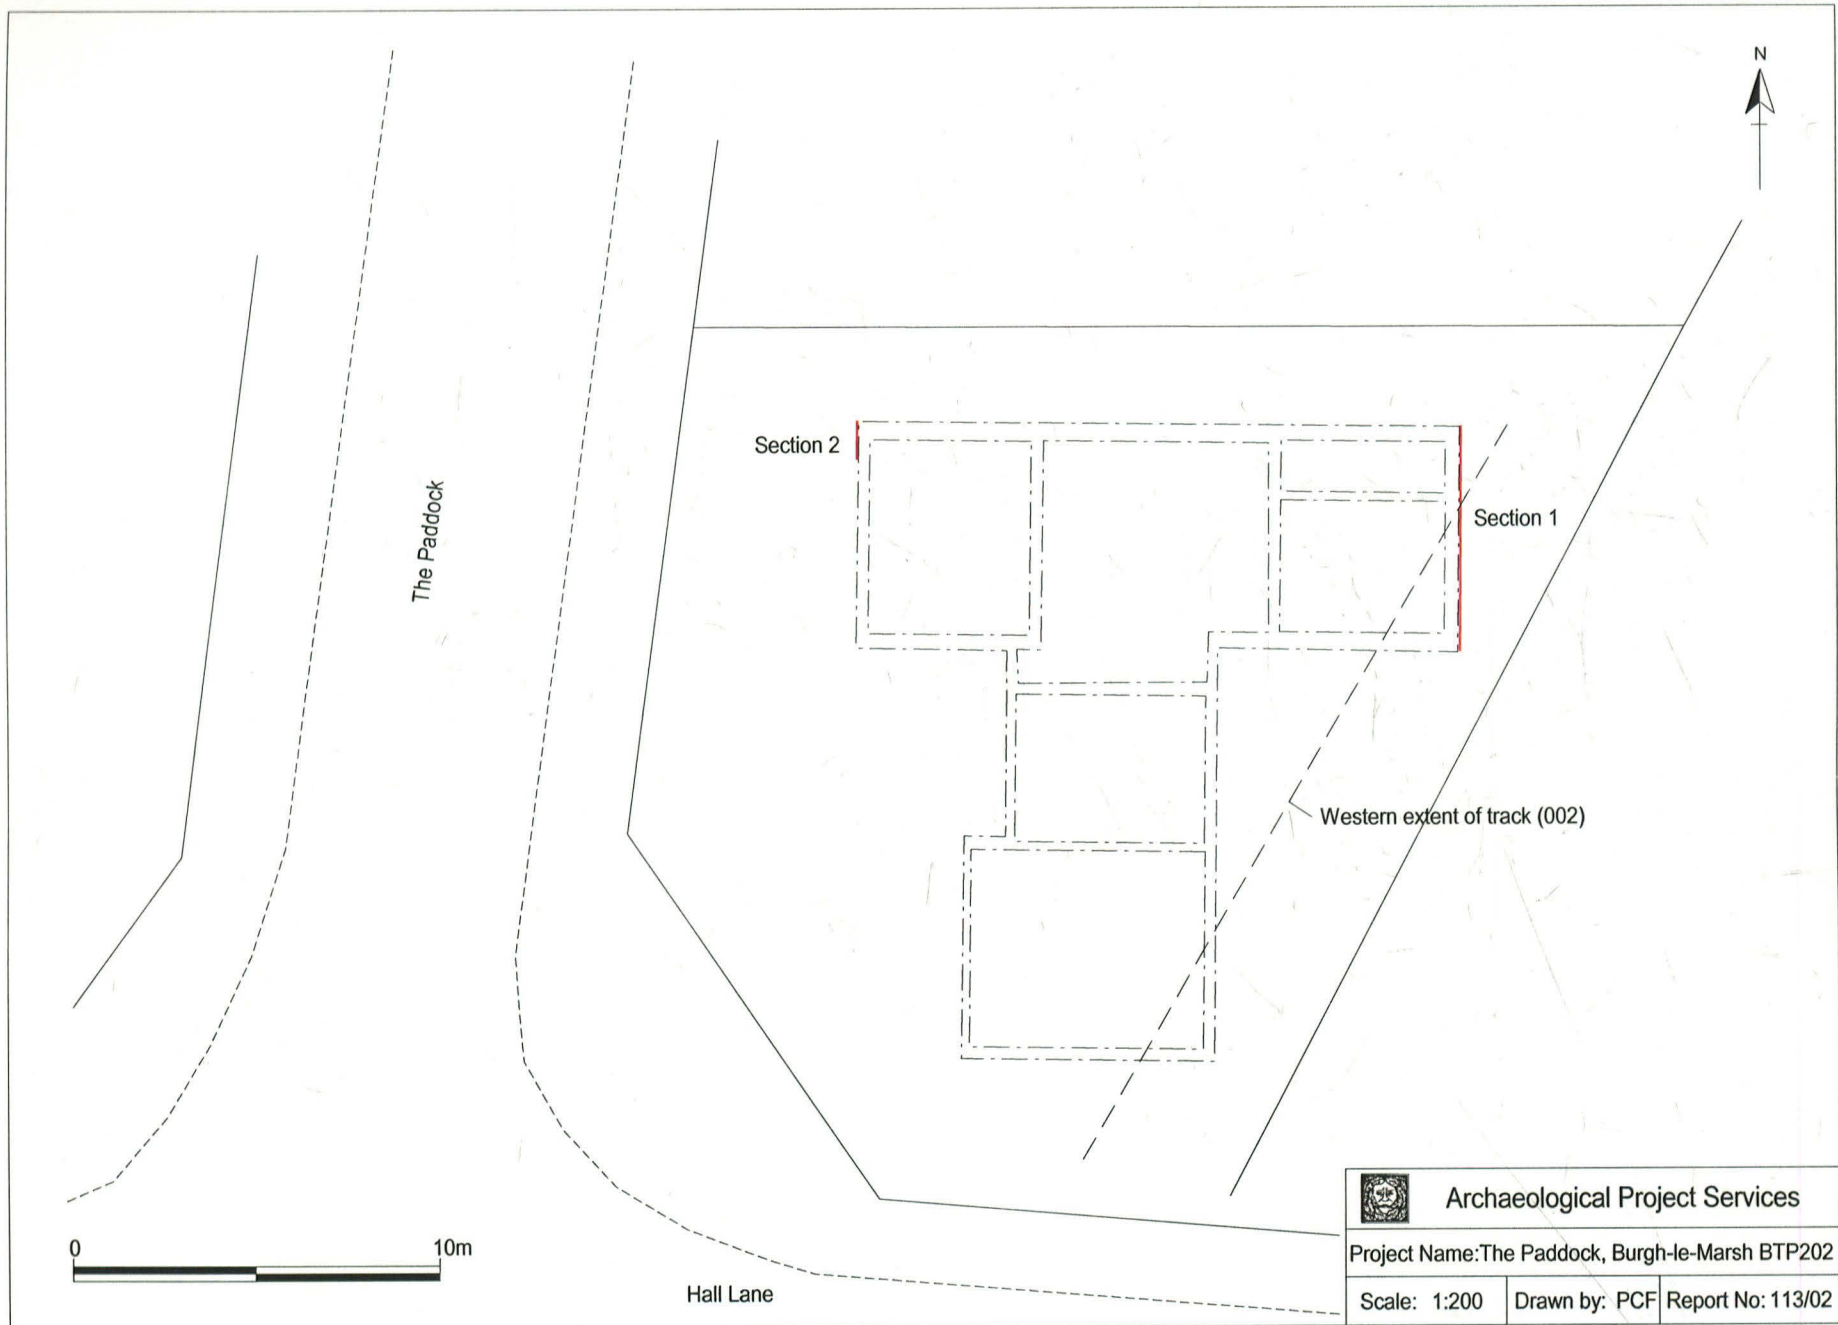 N
Section 2
Section 1
The Paddock
Western extent of track (002)
0 10m
Hall Lane
Archaeological Project Services
Project Name:The Paddock, Burgh-le-Marsh BTP202
Scale: 1:200 Drawn by: PCF Report No: 113/02